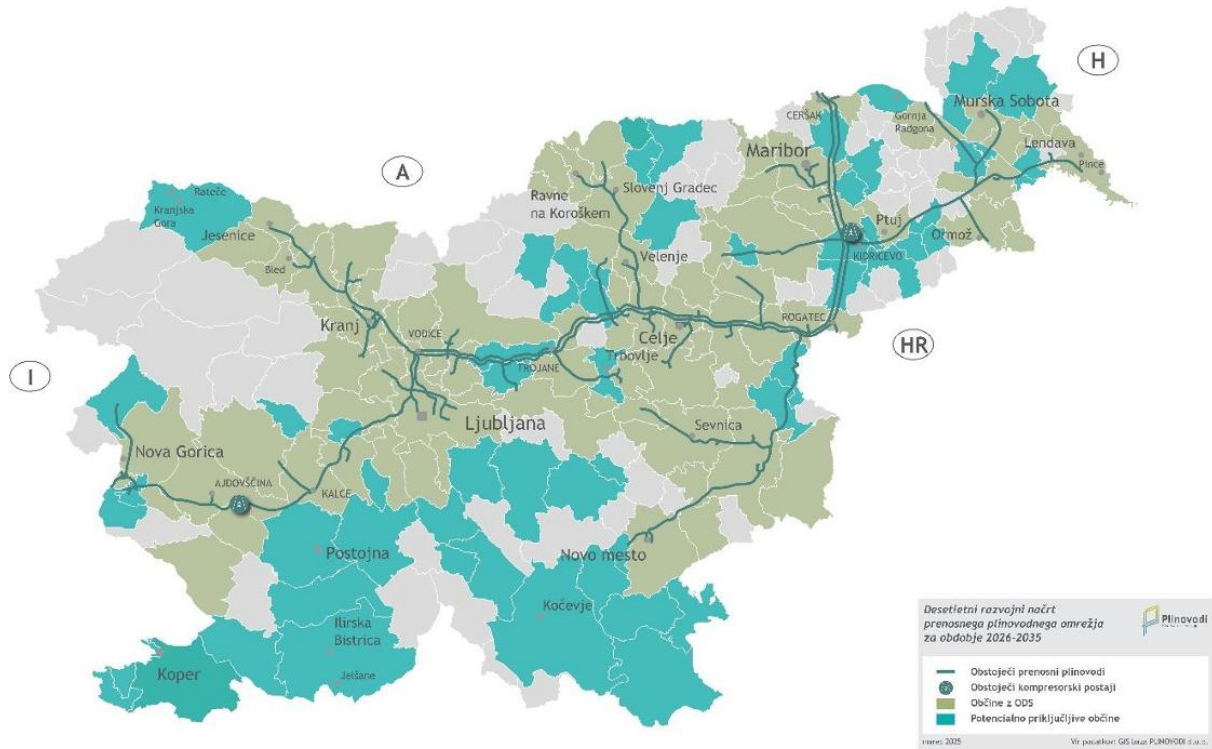 H
Murska Sobota
CERŠAK
Gornja
Radgona
Maribor
Lendava
Pince
A
Rateče
Kranjska
Gora
Ravne
na Koroškem
Slovenj Gradec
Jesenice
Ptuj
Ormož
Bled
Velenje
KIDRIČEVO
Kranj
VODICE
ROGATEC
Celje
HR
TROJANE
Trbovlje
I
Ljubljana
Sevnica
Nova Gorica
AJDOVŠČINA
KALCE
Postojna
Novo mesto
Kočevje
Ilirska
Bistrica
Jelšane
Koper
Desetletni razvojni načrt
prenosnega plinovodnega omrežja
za obdobje 2026-2035
Plinovodi
Obstoječi prenosni plinovodi
Obstoječi kompresorski postaji
Občine z ODS
Potencialno priključljive občine
marec 2025
Vir podatkov: GIS baza PLINOVODI d.o.o.